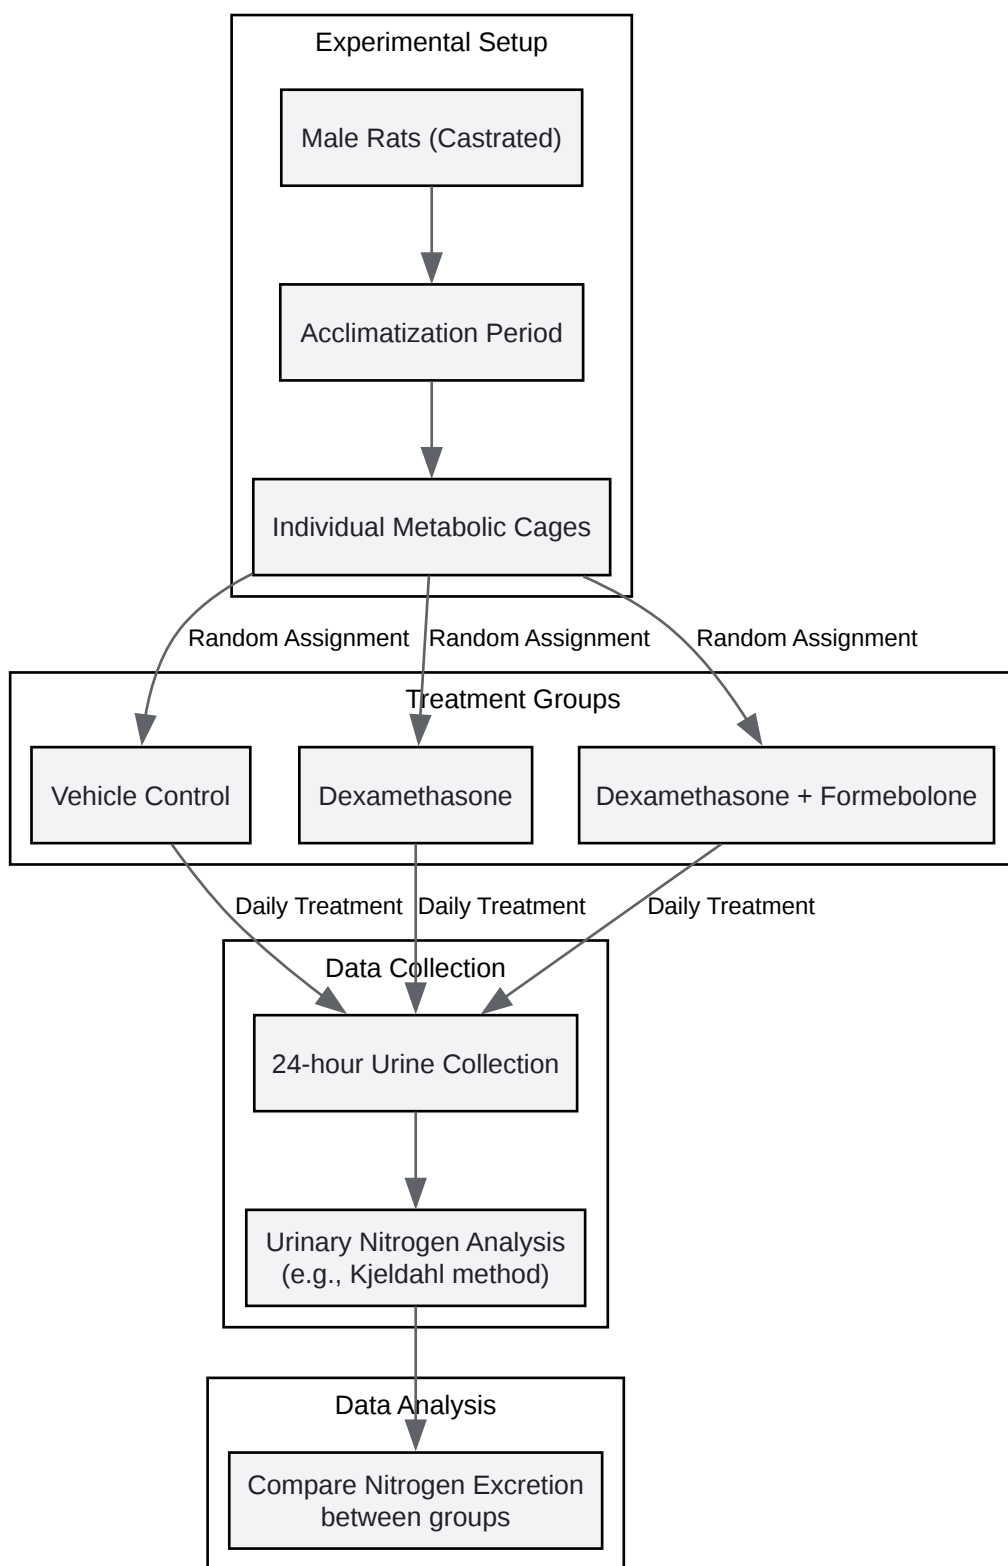 Experimental Setup
Male Rats (Castrated)
Acclimatization Period
Individual Metabolic Cages
Random Assignment
Random Assignment
Random Assignment
Treatment Groups
Vehicle Control
Dexamethasone
Dexamethasone + Formebolone
Daily Treatment
Daily Treatment
Daily Treatment
Data Collection
24-hour Urine Collection
Urinary Nitrogen Analysis
(e.g., Kjeldahl method)
Data Analysis
Compare Nitrogen Excretion
between groups